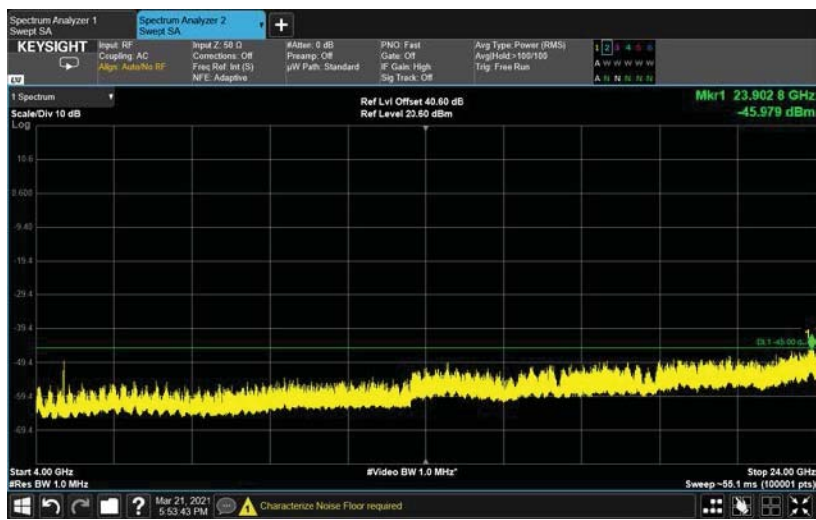 Spectrum Analyzer 1
Swept SA
Spectrum Analyzer 2
Swept SA
KEYSIGHT
Input: RF
Coupling: AC
Align: Auto/No RF
Input Z: 50 Ω
Corrections: Off
Freq Ref: Int (S)
NFE: Adaptive
#Atten: 0 dB
Preamp: Off
µW Path: Standard
PNO: Fast
Gate: Off
IF Gain: High
Sig Track: Off
Avg Type: Power (RMS)
Avg|Hold:>100/100
Trig: Free Run
1 2 3 4 5 6
A W W W W W
A N N N N N
1 Spectrum
Scale/Div 10 dB
Log
Ref Lvl Offset 40.60 dB
Ref Level 20.60 dBm
Mkr1 23.902 8 GHz
-45.979 dBm
10.6
0.600
-9.40
-19.4
-29.4
-39.4
-49.4
-59.4
-69.4
1
DL1 -45.00 d...
Start 4.00 GHz
#Res BW 1.0 MHz
#Video BW 1.0 MHz*
Stop 24.00 GHz
Sweep ~55.1 ms (100001 pts)
?
Mar 21, 2021
5:53:43 PM
Characterize Noise Floor required